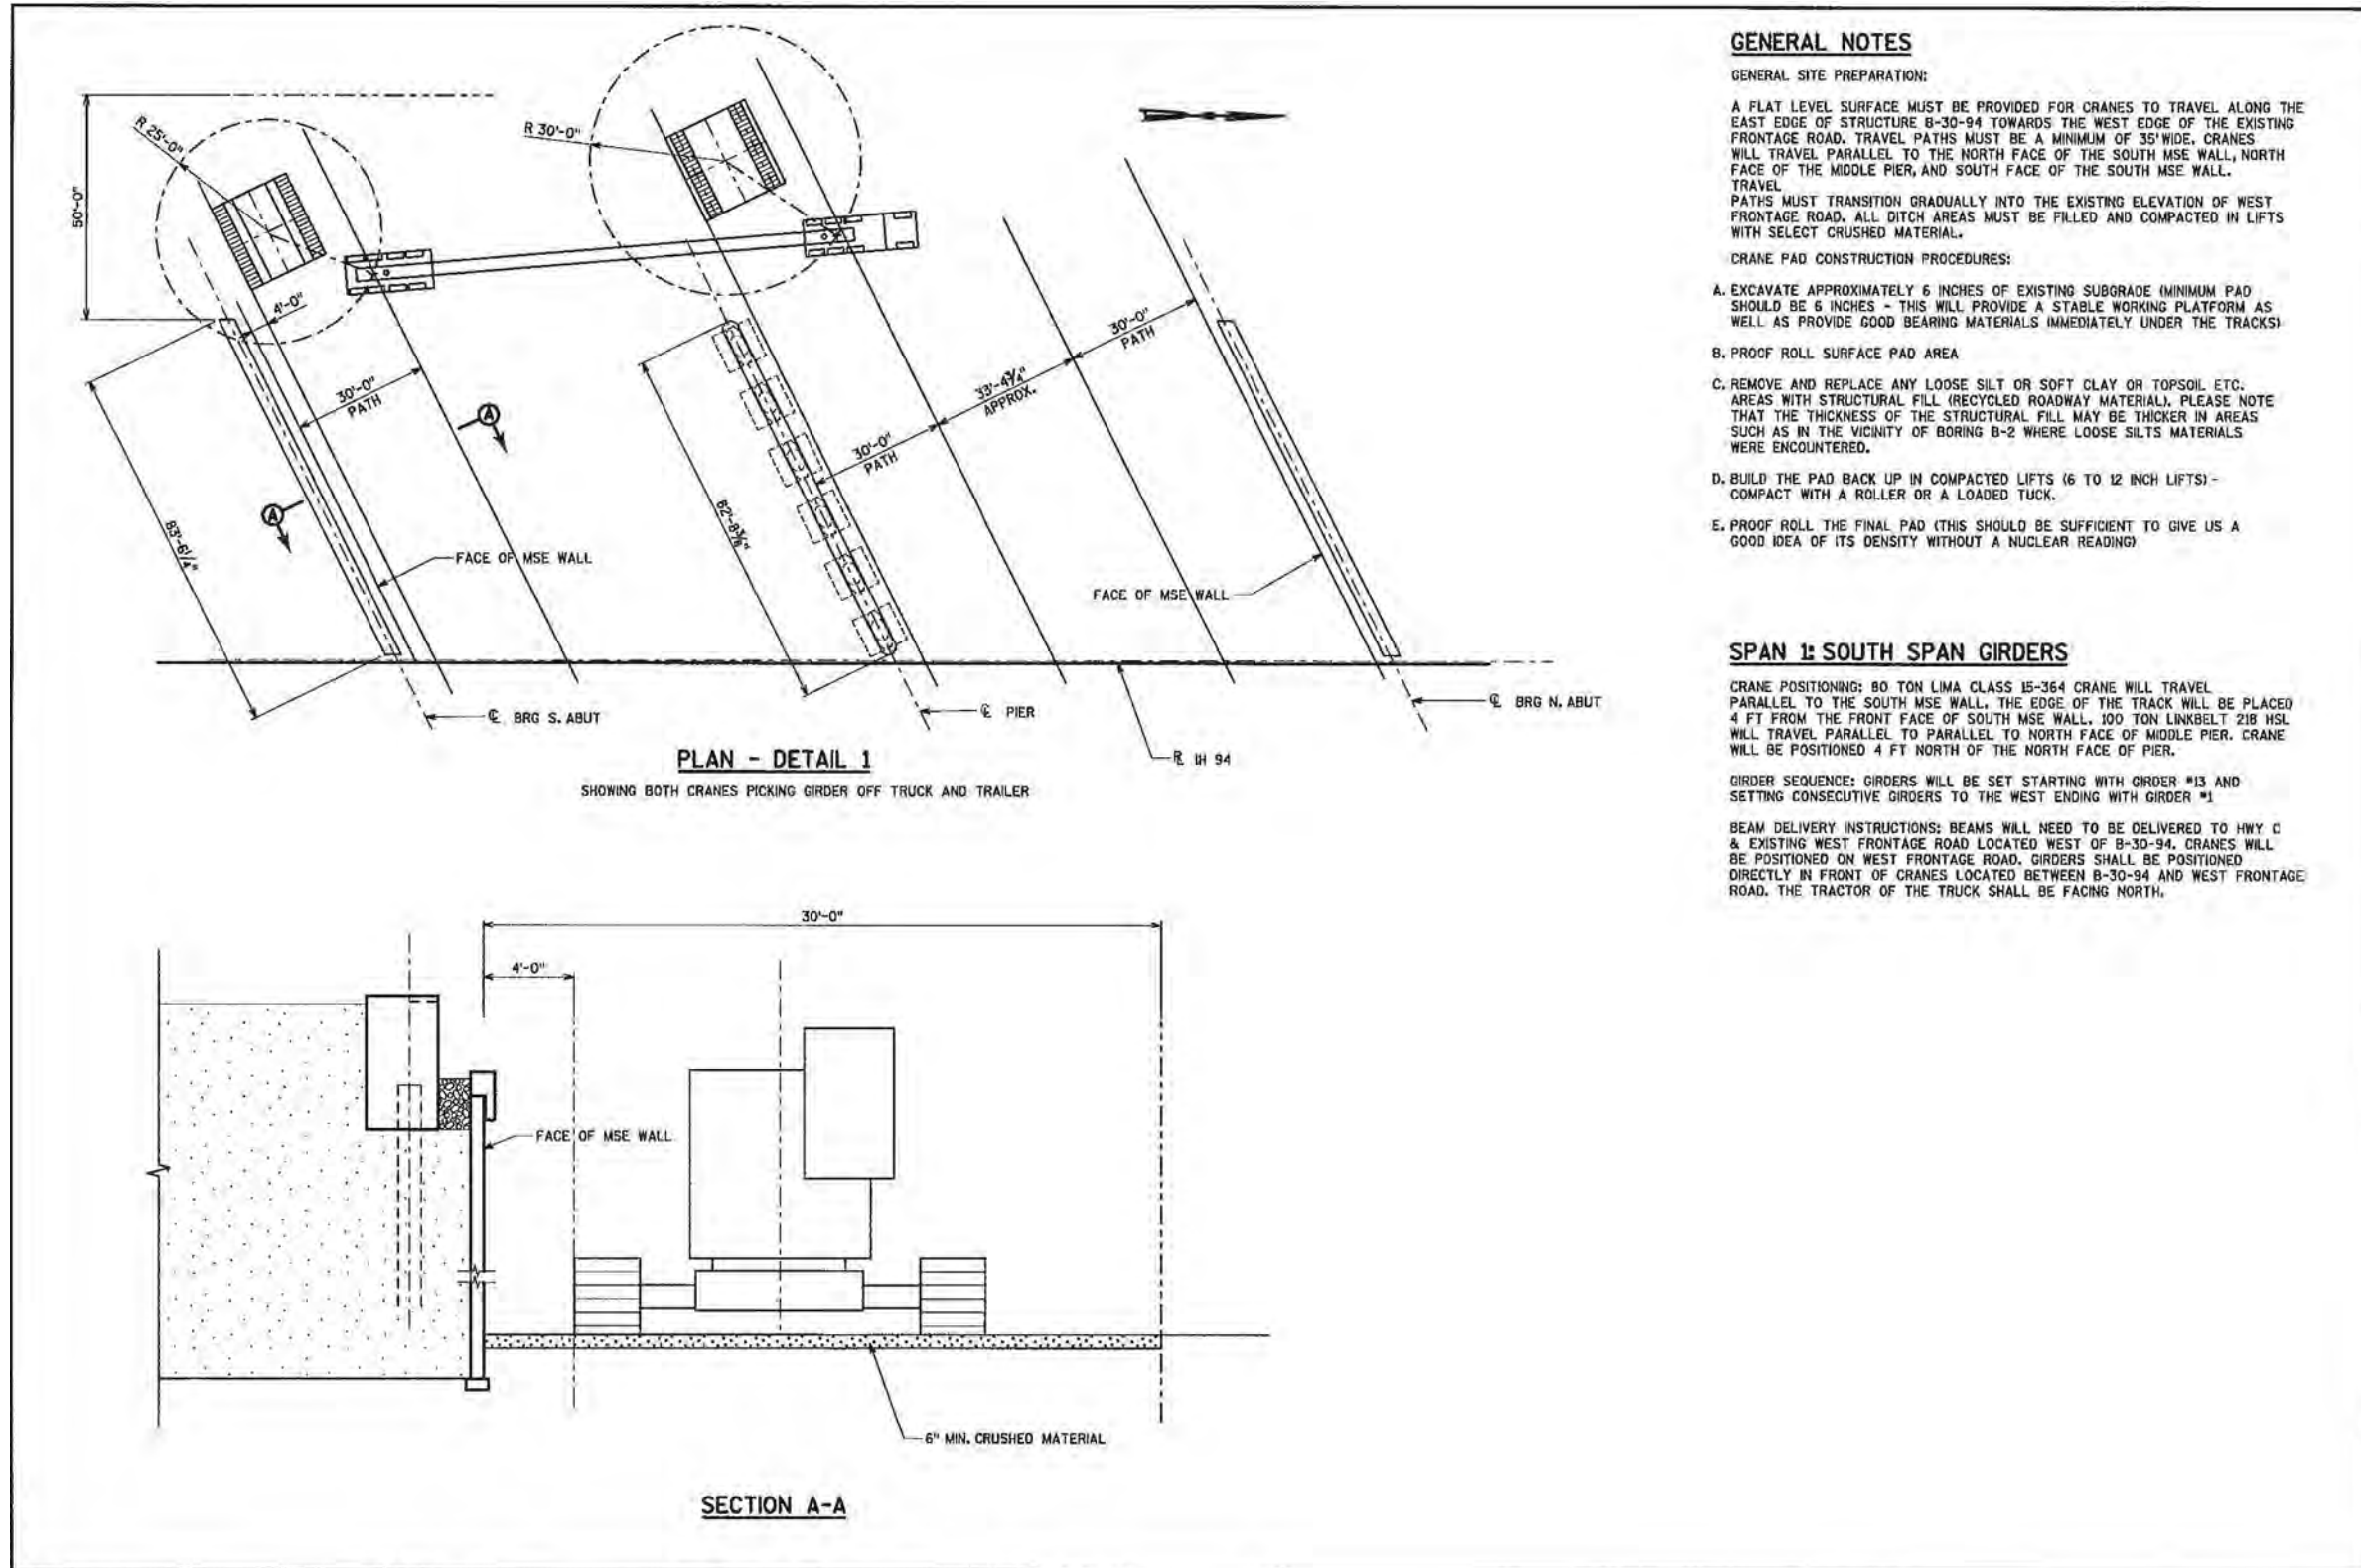 50'-0"
R 25'-0"
R 30'-0"
4'-0"
30'-0"
PATH
A
A
83'-6¼"
FACE OF MSE WALL
82'-8⅜"
30'-0"
PATH
33'-4¾"
APPROX.
30'-0"
PATH
FACE OF MSE WALL
℄ BRG S. ABUT
℄ PIER
℄ BRG N. ABUT
IH 94
PLAN - DETAIL 1
SHOWING BOTH CRANES PICKING GIRDER OFF TRUCK AND TRAILER
30'-0"
4'-0"
FACE OF MSE WALL
6" MIN. CRUSHED MATERIAL
SECTION A-A
GENERAL NOTES
GENERAL SITE PREPARATION:
A FLAT LEVEL SURFACE MUST BE PROVIDED FOR CRANES TO TRAVEL ALONG THE
EAST EDGE OF STRUCTURE B-30-94 TOWARDS THE WEST EDGE OF THE EXISTING
FRONTAGE ROAD. TRAVEL PATHS MUST BE A MINIMUM OF 35' WIDE. CRANES
WILL TRAVEL PARALLEL TO THE NORTH FACE OF THE SOUTH MSE WALL, NORTH
FACE OF THE MIDDLE PIER, AND SOUTH FACE OF THE SOUTH MSE WALL.
TRAVEL
PATHS MUST TRANSITION GRADUALLY INTO THE EXISTING ELEVATION OF WEST
FRONTAGE ROAD. ALL DITCH AREAS MUST BE FILLED AND COMPACTED IN LIFTS
WITH SELECT CRUSHED MATERIAL.
CRANE PAD CONSTRUCTION PROCEDURES:
A. EXCAVATE APPROXIMATELY 6 INCHES OF EXISTING SUBGRADE (MINIMUM PAD
SHOULD BE 6 INCHES - THIS WILL PROVIDE A STABLE WORKING PLATFORM AS
WELL AS PROVIDE GOOD BEARING MATERIALS IMMEDIATELY UNDER THE TRACKS)
B. PROOF ROLL SURFACE PAD AREA
C. REMOVE AND REPLACE ANY LOOSE SILT OR SOFT CLAY OR TOPSOIL ETC.
AREAS WITH STRUCTURAL FILL (RECYCLED ROADWAY MATERIAL). PLEASE NOTE
THAT THE THICKNESS OF THE STRUCTURAL FILL MAY BE THICKER IN AREAS
SUCH AS IN THE VICINITY OF BORING B-2 WHERE LOOSE SILTS MATERIALS
WERE ENCOUNTERED.
D. BUILD THE PAD BACK UP IN COMPACTED LIFTS (6 TO 12 INCH LIFTS) -
COMPACT WITH A ROLLER OR A LOADED TUCK.
E. PROOF ROLL THE FINAL PAD (THIS SHOULD BE SUFFICIENT TO GIVE US A
GOOD IDEA OF ITS DENSITY WITHOUT A NUCLEAR READING)
SPAN 1: SOUTH SPAN GIRDERS
CRANE POSITIONING: 80 TON LIMA CLASS 15-364 CRANE WILL TRAVEL
PARALLEL TO THE SOUTH MSE WALL. THE EDGE OF THE TRACK WILL BE PLACED
4 FT FROM THE FRONT FACE OF SOUTH MSE WALL. 100 TON LINKBELT 218 HSL
WILL TRAVEL PARALLEL TO PARALLEL TO NORTH FACE OF MIDDLE PIER. CRANE
WILL BE POSITIONED 4 FT NORTH OF THE NORTH FACE OF PIER.
GIRDER SEQUENCE: GIRDERS WILL BE SET STARTING WITH GIRDER #13 AND
SETTING CONSECUTIVE GIRDERS TO THE WEST ENDING WITH GIRDER #1
BEAM DELIVERY INSTRUCTIONS: BEAMS WILL NEED TO BE DELIVERED TO HWY C
& EXISTING WEST FRONTAGE ROAD LOCATED WEST OF B-30-94. CRANES WILL
BE POSITIONED ON WEST FRONTAGE ROAD. GIRDERS SHALL BE POSITIONED
DIRECTLY IN FRONT OF CRANES LOCATED BETWEEN B-30-94 AND WEST FRONTAGE
ROAD. THE TRACTOR OF THE TRUCK SHALL BE FACING NORTH.